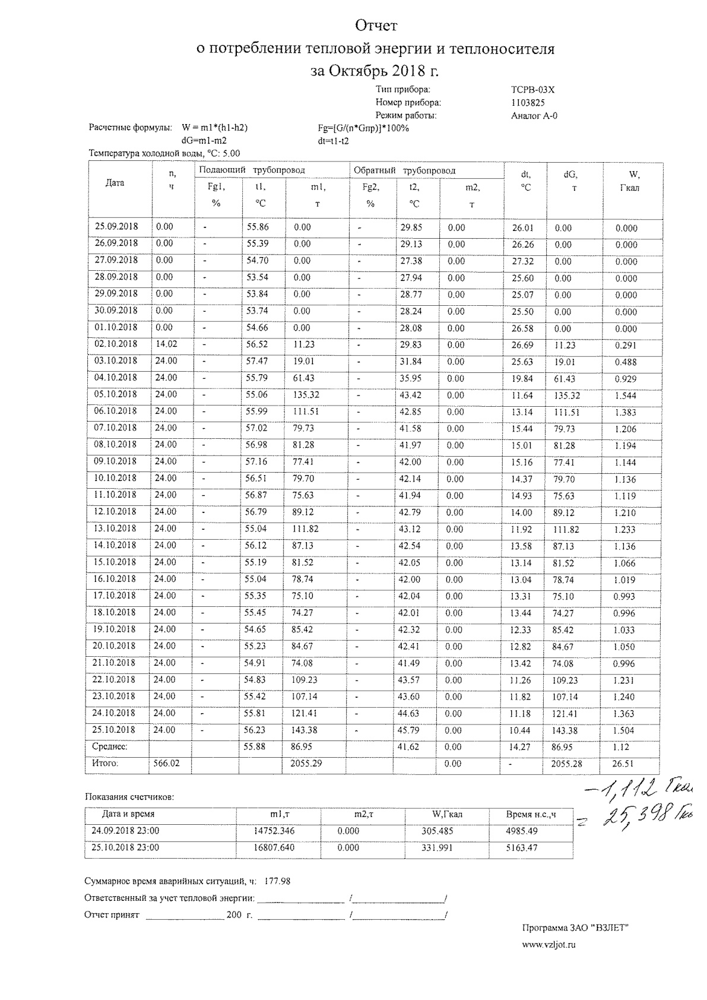 Отчет
о потреблении тепловой энергии и теплоносителя
за Октябрь 2018 г.
Тип прибора: ТСРВ-03Х
Номер прибора: 1103825
Режим работы: Аналог А-0
Расчетные формулы: W = m1*(h1-h2) Fg=[G/(n*Gпр)]*100%
dG=m1-m2 dt=t1-t2
Температура холодной воды, °С: 5.00
Дата n, ч Подающий трубопровод Обратный трубопровод dt, °С dG, т W, Гкал
Fg1, % t1, °С m1, т Fg2, % t2, °С m2, т
25.09.2018 0.00 - 55.86 0.00 - 29.85 0.00 26.01 0.00 0.000
26.09.2018 0.00 - 55.39 0.00 - 29.13 0.00 26.26 0.00 0.000
27.09.2018 0.00 - 54.70 0.00 - 27.38 0.00 27.32 0.00 0.000
28.09.2018 0.00 - 53.54 0.00 - 27.94 0.00 25.60 0.00 0.000
29.09.2018 0.00 - 53.84 0.00 - 28.77 0.00 25.07 0.00 0.000
30.09.2018 0.00 - 53.74 0.00 - 28.24 0.00 25.50 0.00 0.000
01.10.2018 0.00 - 54.66 0.00 - 28.08 0.00 26.58 0.00 0.000
02.10.2018 14.02 - 56.52 11.23 - 29.83 0.00 26.69 11.23 0.291
03.10.2018 24.00 - 57.47 19.01 - 31.84 0.00 25.63 19.01 0.488
04.10.2018 24.00 - 55.79 61.43 - 35.95 0.00 19.84 61.43 0.929
05.10.2018 24.00 - 55.06 135.32 - 43.42 0.00 11.64 135.32 1.544
06.10.2018 24.00 - 55.99 111.51 - 42.85 0.00 13.14 111.51 1.383
07.10.2018 24.00 - 57.02 79.73 - 41.58 0.00 15.44 79.73 1.206
08.10.2018 24.00 - 56.98 81.28 - 41.97 0.00 15.01 81.28 1.194
09.10.2018 24.00 - 57.16 77.41 - 42.00 0.00 15.16 77.41 1.144
10.10.2018 24.00 - 56.51 79.70 - 42.14 0.00 14.37 79.70 1.136
11.10.2018 24.00 - 56.87 75.63 - 41.94 0.00 14.93 75.63 1.119
12.10.2018 24.00 - 56.79 89.12 - 42.79 0.00 14.00 89.12 1.210
13.10.2018 24.00 - 55.04 111.82 - 43.12 0.00 11.92 111.82 1.233
14.10.2018 24.00 - 56.12 87.13 - 42.54 0.00 13.58 87.13 1.136
15.10.2018 24.00 - 55.19 81.52 - 42.05 0.00 13.14 81.52 1.066
16.10.2018 24.00 - 55.04 78.74 - 42.00 0.00 13.04 78.74 1.019
17.10.2018 24.00 - 55.35 75.10 - 42.04 0.00 13.31 75.10 0.993
18.10.2018 24.00 - 55.45 74.27 - 42.01 0.00 13.44 74.27 0.996
19.10.2018 24.00 - 54.65 85.42 - 42.32 0.00 12.33 85.42 1.033
20.10.2018 24.00 - 55.23 84.67 - 42.41 0.00 12.82 84.67 1.050
21.10.2018 24.00 - 54.91 74.08 - 41.49 0.00 13.42 74.08 0.996
22.10.2018 24.00 - 54.83 109.23 - 43.57 0.00 11.26 109.23 1.231
23.10.2018 24.00 - 55.42 107.14 - 43.60 0.00 11.82 107.14 1.240
24.10.2018 24.00 - 55.81 121.41 - 44.63 0.00 11.18 121.41 1.363
25.10.2018 24.00 - 56.23 143.38 - 45.79 0.00 10.44 143.38 1.504
Среднее: 55.88 86.95 41.62 0.00 14.27 86.95 1.12
Итого: 566.02 2055.29 0.00 - 2055.28 26.51
- 1,112 Гкал
= 25,398 Гка
Показания счетчиков:
Дата и время m1,т m2,т W,Гкал Время н.с.,ч
24.09.2018 23:00 14752.346 0.000 305.485 4985.49
25.10.2018 23:00 16807.640 0.000 331.991 5163.47
Суммарное время аварийных ситуаций, ч: 177.98
Ответственный за учет тепловой энергии: ____________________ /____________________/
Отчет принят __________________ 200 г. ____________________ /____________________/
Программа ЗАО "ВЗЛЕТ"
www.vzljot.ru